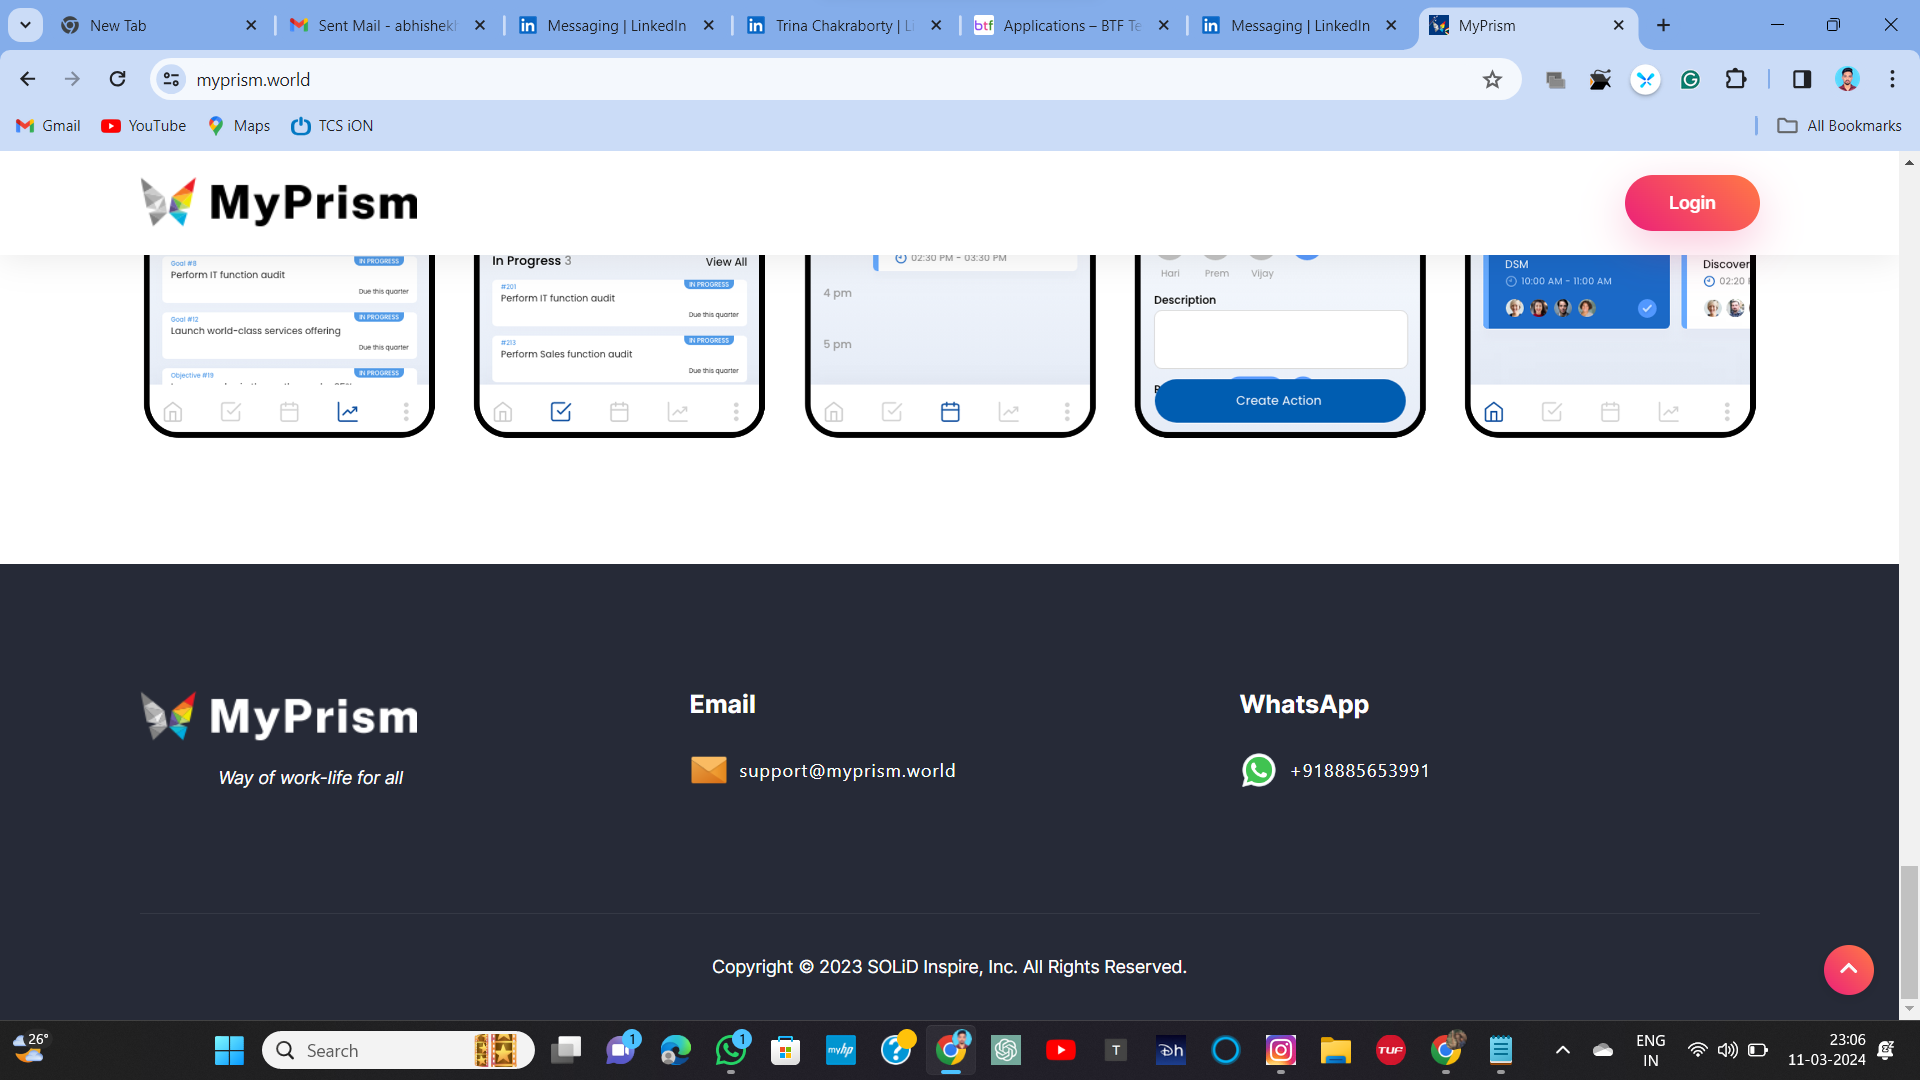 New Tab
Sent Mail - abhishek
Messaging | LinkedIn
Trina Chakraborty | Li
Applications – BTF Te
Messaging | LinkedIn
MyPrism
myprism.world
Gmail
YouTube
Maps
TCS iON
All Bookmarks
MyPrism
Login
Goal #8
IN PROGRESS
Perform IT function audit
Due this quarter
Goal #12
IN PROGRESS
Launch world-class services offering
Due this quarter
Objective #19
IN PROGRESS
In Progress 3
View All
#201
IN PROGRESS
Perform IT function audit
Due this quarter
#213
IN PROGRESS
Perform Sales function audit
Due this quarter
02:30 PM - 03:30 PM
4 pm
5 pm
Hari
Prem
Vijay
Description
Create Action
DSM
10:00 AM - 11:00 AM
Discover
02:20
MyPrism
Way of work-life for all
Email
support@myprism.world
WhatsApp
+918885653991
Copyright © 2023 SOLiD Inspire, Inc. All Rights Reserved.
26°
Search
1
1
myhp
T
Dh
TUF
ENG
IN
23:06
11-03-2024